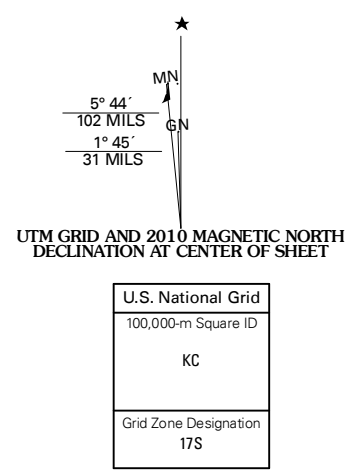 ★
MN.
GN
5° 44´
102 MILS
1° 45´
31 MILS
UTM GRID AND 2010 MAGNETIC NORTH
DECLINATION AT CENTER OF SHEET
U.S. National Grid
100,000-m Square ID
KC
Grid Zone Designation
17S